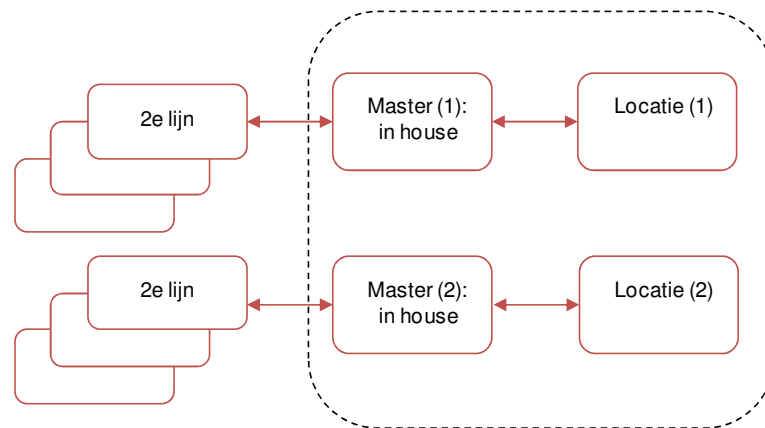 2e lijn
Master (1):
in house
Locatie (1)
2e lijn
Master (2):
in house
Locatie (2)